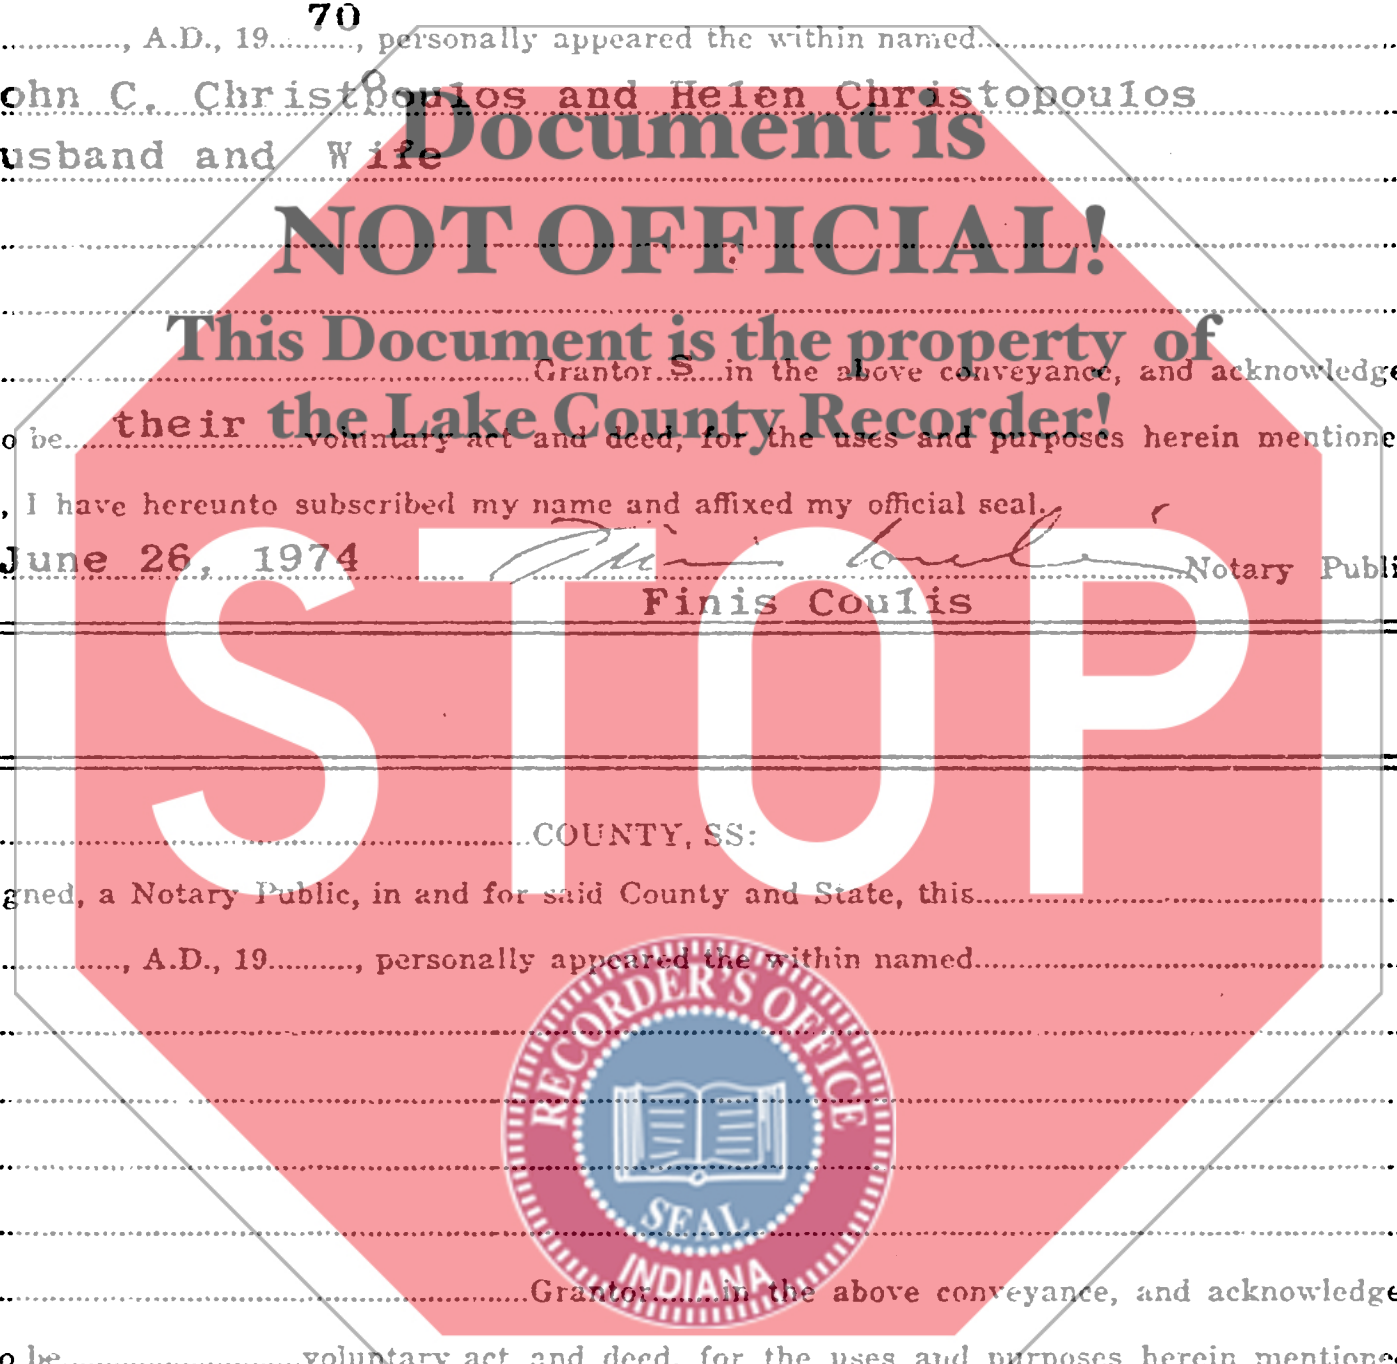 70
, A.D., 19........, personally appeared the within named
ohn C. Christopoulos and Helen Christopoulos
usband and Wife
Document is
NOT OFFICIAL!
This Document is the property of
the Lake County Recorder!
Grantor S in the above conveyance, and acknowledge
o be their voluntary act and deed, for the uses and purposes herein mentione
, I have hereunto subscribed my name and affixed my official seal.
June 26, 1974 Notary Publi
Finis Coulis
STOP
COUNTY, SS:
gned, a Notary Public, in and for said County and State, this
, A.D., 19........, personally appeared the within named
RECORDER'S OFFICE
SEAL
INDIANA
Grantor........in the above conveyance, and acknowledge
o be voluntary act and deed, for the uses and purposes herein mentione